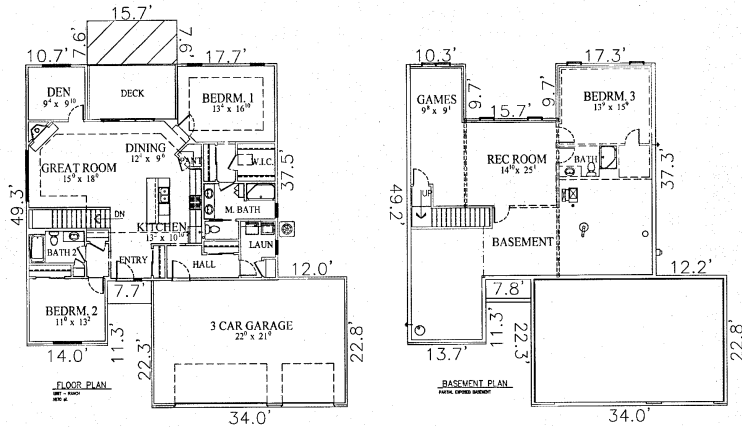 15.7'
10.7'
7.6'
7.6'
17.7'
DEN
9⁴ x 9¹⁰
DECK
BEDRM. 1
13² x 16¹⁰
DINING
12⁰ x 9⁶
GREAT ROOM
15⁰ x 18⁰
W.I.C.
37.5'
49.3'
DN
KITCHEN
13² x 10¹⁰
M. BATH
BATH 2
ENTRY
HALL
LAUN
12.0'
7.7'
BEDRM. 2
11⁰ x 13²
14.0'
11.3'
22.3'
3 CAR GARAGE
22⁰ x 21⁰
22.8'
34.0'
FLOOR PLAN
10.3'
17.3'
GAMES
9⁸ x 9¹
9.7'
15.7'
9.7'
BEDRM. 3
13⁹ x 15⁶
REC ROOM
14¹⁰ x 25¹
BATH
37.3'
49.2'
UP
BASEMENT
12.2'
7.8'
13.7'
11.3'
22.3'
22.8'
34.0'
BASEMENT PLAN
PARTIAL EXPOSED BASEMENT